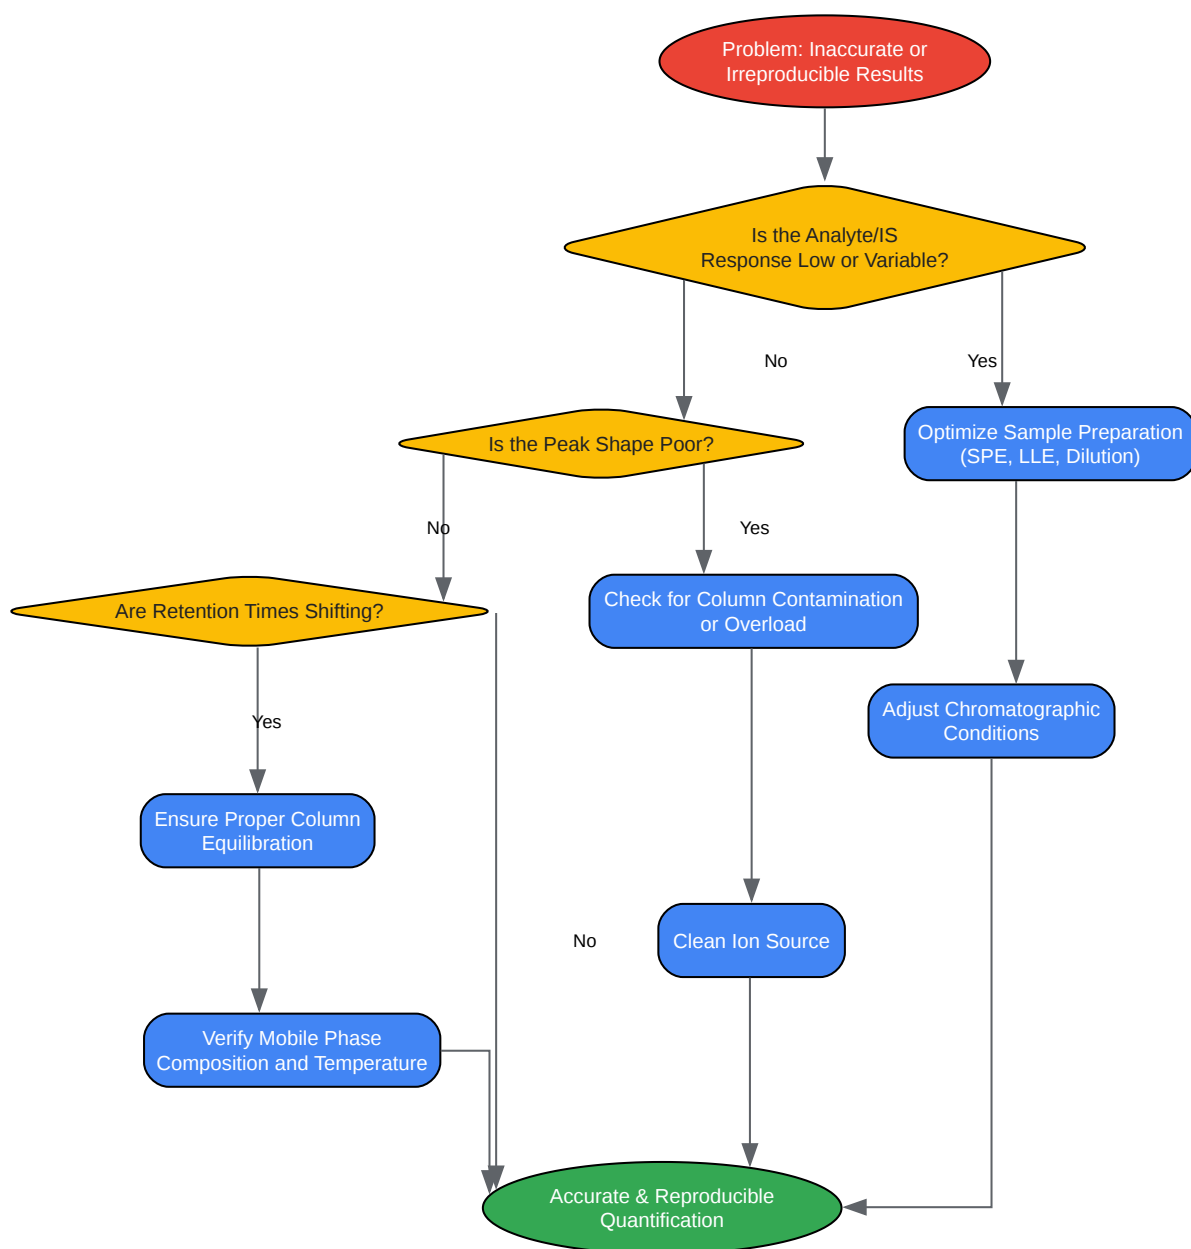 Problem: Inaccurate or
Irreproducible Results
Is the Analyte/IS
Response Low or Variable?
No
Yes
Is the Peak Shape Poor?
Optimize Sample Preparation
(SPE, LLE, Dilution)
No
Yes
Are Retention Times Shifting?
Check for Column Contamination
or Overload
Yes
Adjust Chromatographic
Conditions
Ensure Proper Column
Equilibration
No
Clean Ion Source
Verify Mobile Phase
Composition and Temperature
Accurate & Reproducible
Quantification